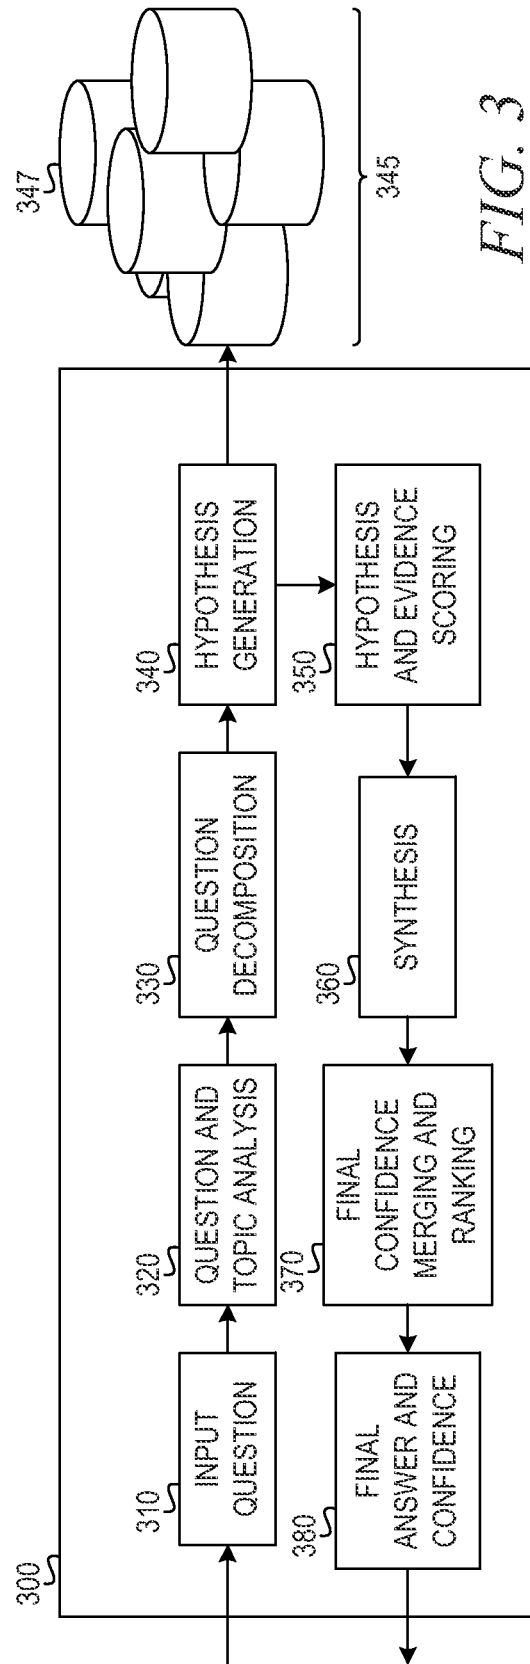 300
310
INPUT
QUESTION
320
QUESTION AND
TOPIC ANALYSIS
330
QUESTION
DECOMPOSITION
340
HYPOTHESIS
GENERATION
347
345
350
HYPOTHESIS
AND EVIDENCE
SCORING
360
SYNTHESIS
370
FINAL
CONFIDENCE
MERGING AND
RANKING
380
FINAL
ANSWER AND
CONFIDENCE
FIG. 3